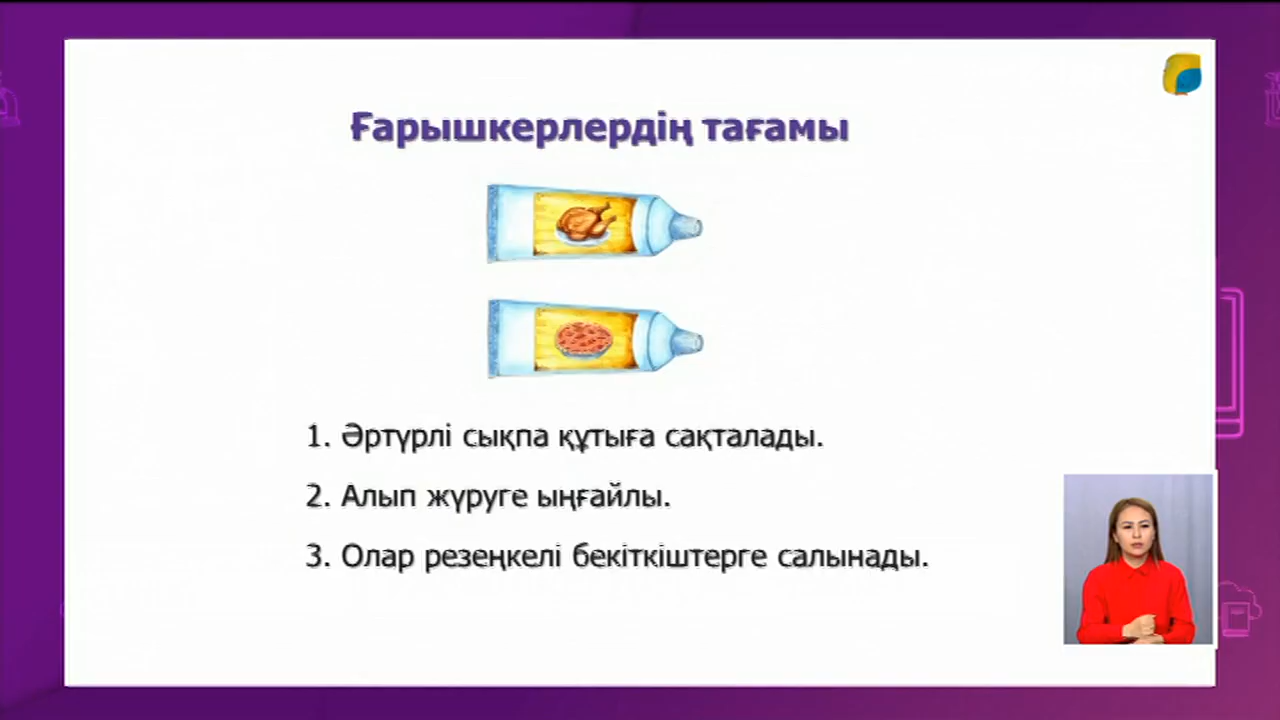 Ғарышкерлердің тағамы
1. Әртүрлі сықпа құтыға сақталады.
2. Алып жүруге ыңғайлы.
3. Олар резеңкелі бекіткіштерге салынады.